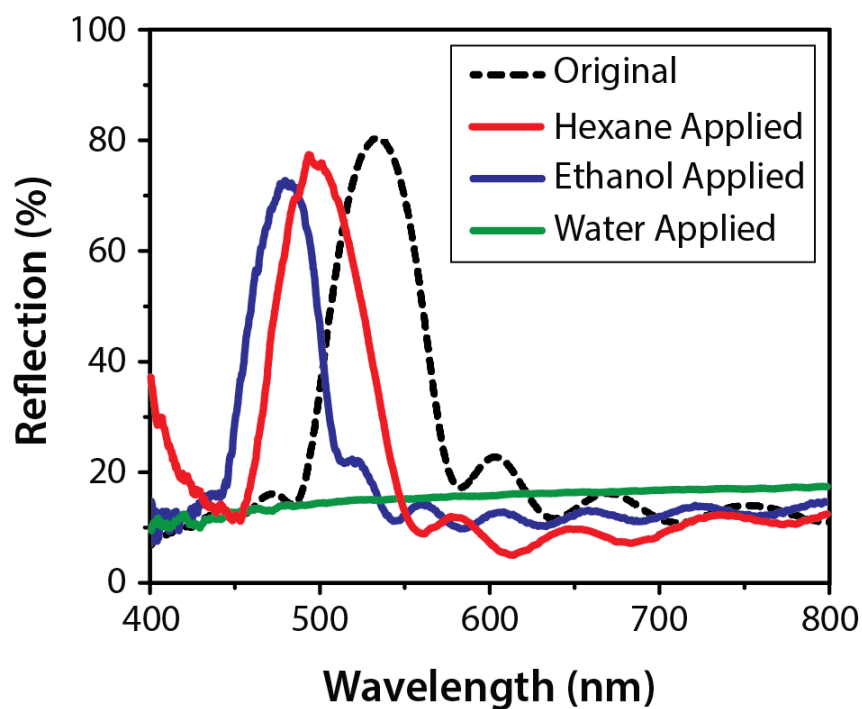 100
80
60
40
20
0
Reflection (%)
Original
Hexane Applied
Ethanol Applied
Water Applied
400
500
600
700
800
Wavelength (nm)